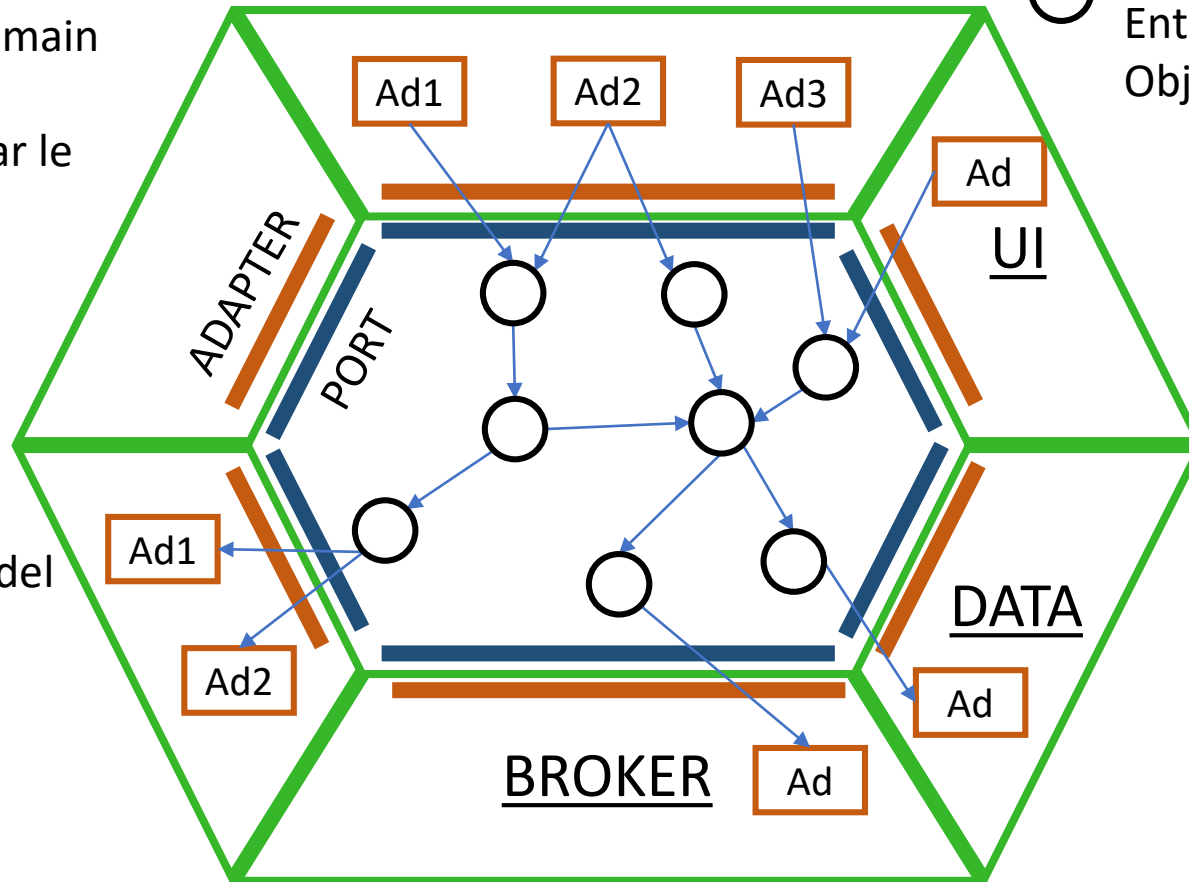 main
ar le
Ent
Obj
Ad1
Ad2
Ad3
Ad
UI
ADAPTER
PORT
Ad1
del
Ad2
DATA
Ad
BROKER
Ad